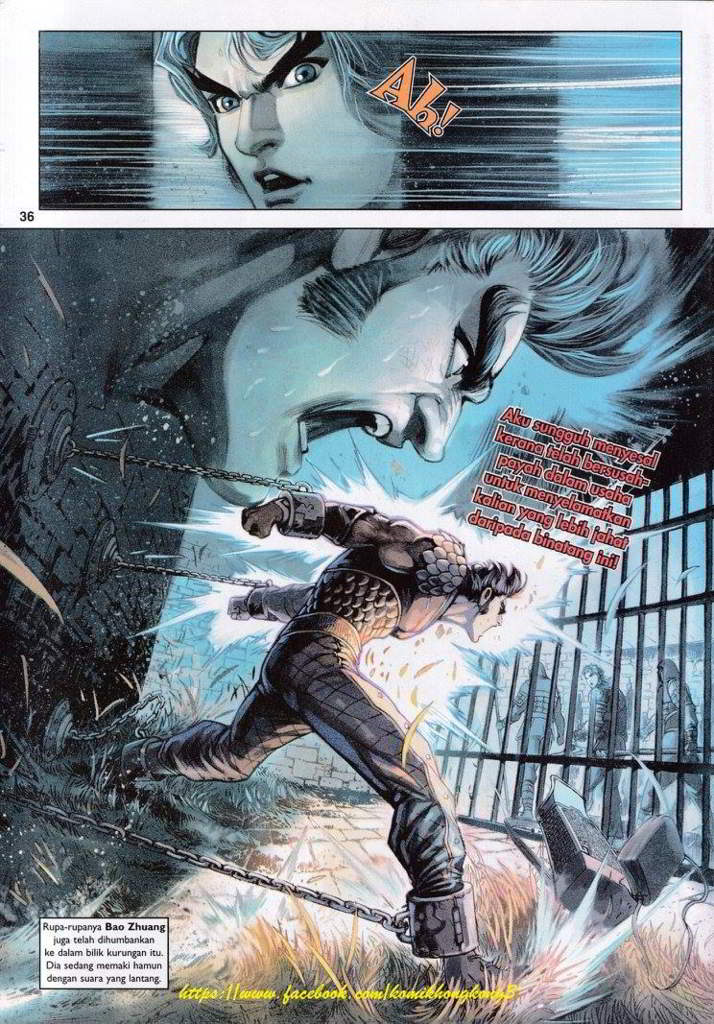 Ah!
36
Aku sungguh menyesal
kerana telah bersusah-
payah dalam usaha
untuk menyelamatkan
kalian yang lebih jahat
daripada binatang ini!
Rupa-rupanya Bao Zhuang
juga telah dihumbankan
ke dalam bilik kurungan itu.
Dia sedang memaki hamun
dengan suara yang lantang.
https://www.facebook.com/komikhongkong8